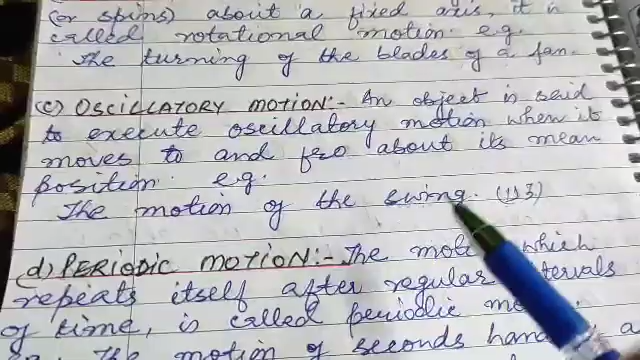 (or spins) about a fixed axis, it is
called rotational motion. e.g.
The turning of the blades of a fan.
(c) OSCILLATORY MOTION:- An object is said
to execute oscillatory motion when it
moves to and fro about its mean
position. e.g.
The motion of the swing. (113)
(d) PERIODIC MOTION:- The which
repeats itself after regular
of time, is called periodic
The motion of seconds hand